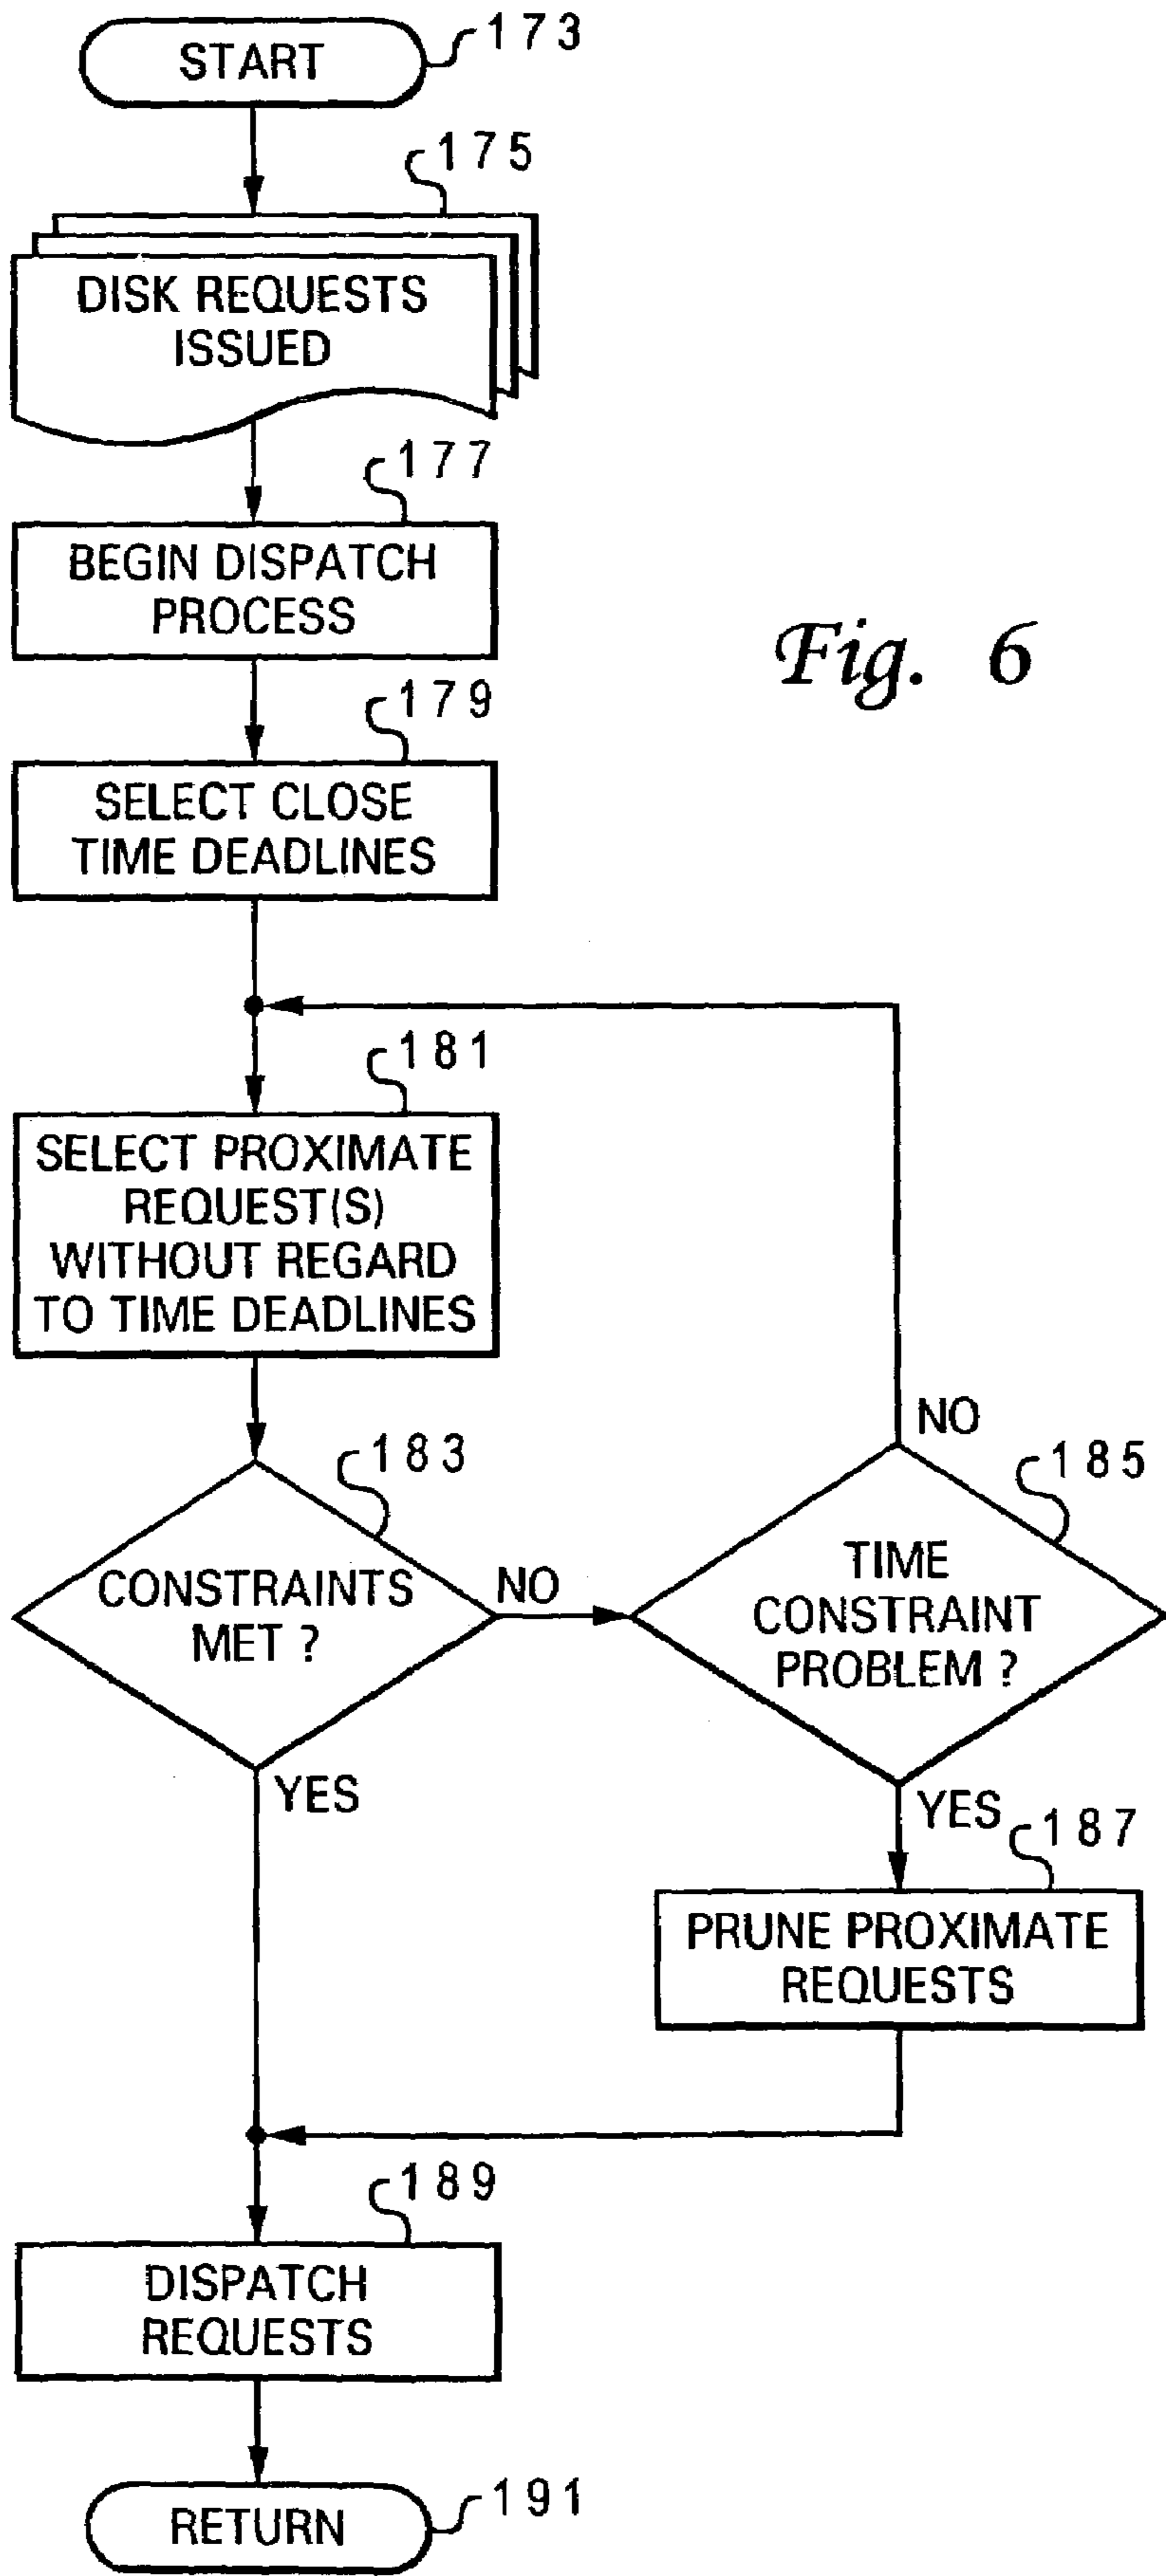 START
173
175
DISK REQUESTS
ISSUED
177
BEGIN DISPATCH
PROCESS
Fig. 6
179
SELECT CLOSE
TIME DEADLINES
181
SELECT PROXIMATE
REQUEST(S)
WITHOUT REGARD
TO TIME DEADLINES
NO
183
185
CONSTRAINTS
MET ?
NO
TIME
CONSTRAINT
PROBLEM ?
YES
YES
187
PRUNE PROXIMATE
REQUESTS
189
DISPATCH
REQUESTS
RETURN
191